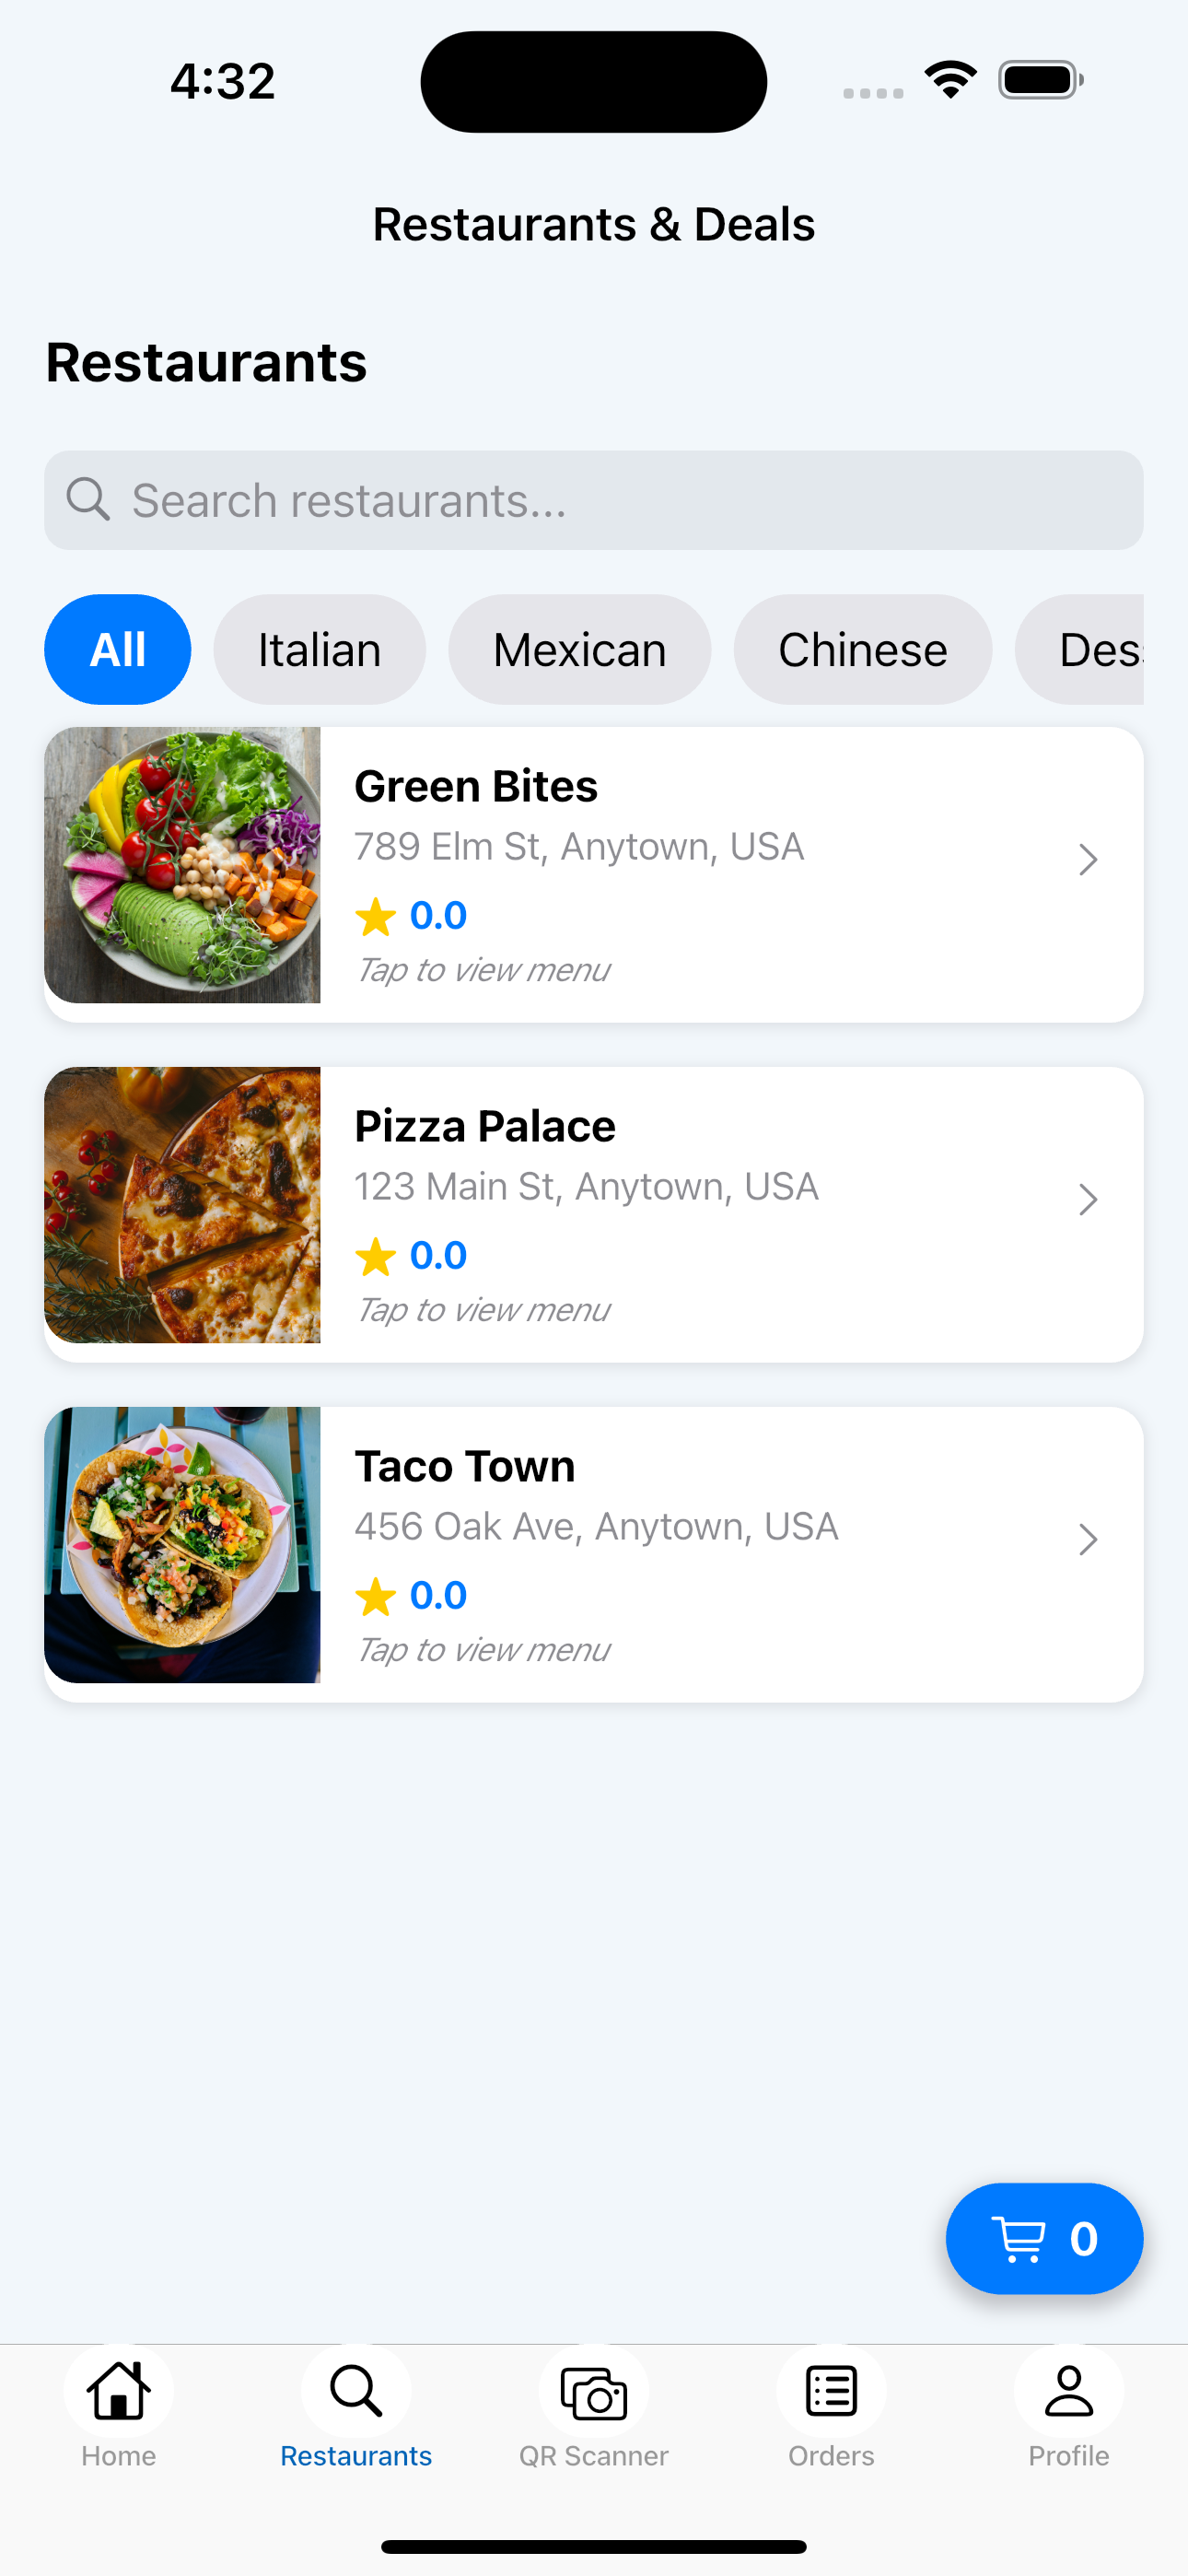 4:32
Restaurants & Deals
Restaurants
Search restaurants...
All
Italian
Mexican
Chinese
Des
Green Bites
789 Elm St, Anytown, USA
0.0
Tap to view menu
Pizza Palace
123 Main St, Anytown, USA
0.0
Tap to view menu
Taco Town
456 Oak Ave, Anytown, USA
0.0
Tap to view menu
0
Home
Restaurants
QR Scanner
Orders
Profile